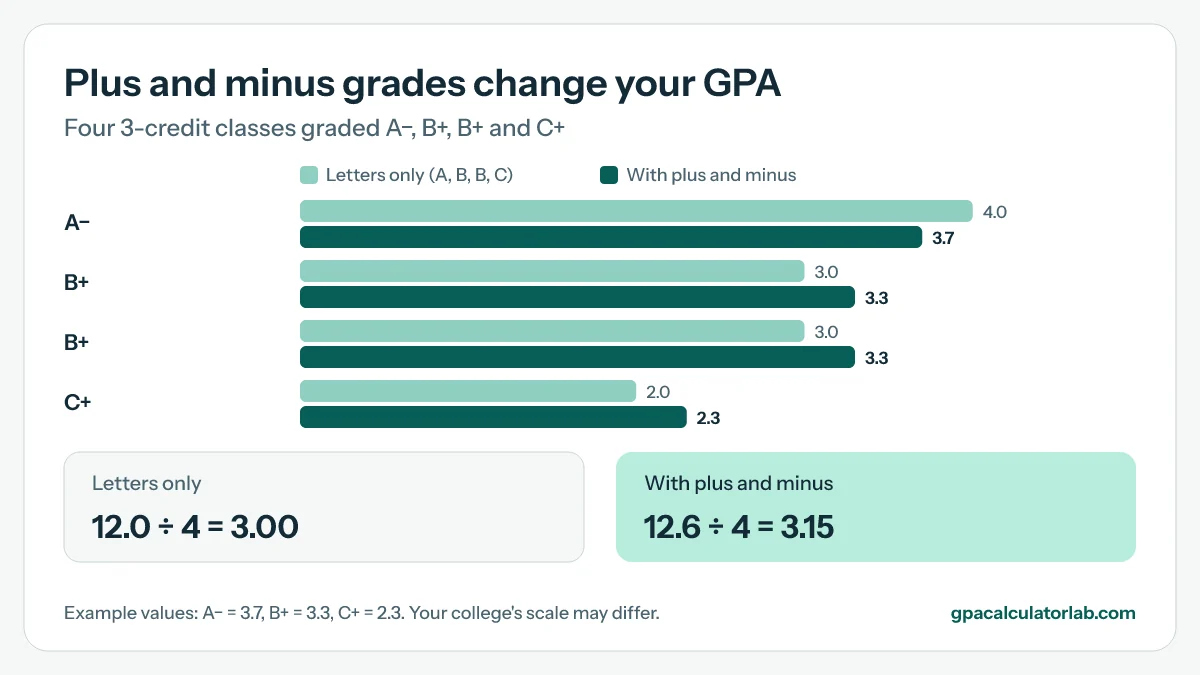 Plus and minus grades change your GPA
Four 3-credit classes graded A−, B+, B+ and C+
Letters only (A, B, B, C)
With plus and minus
A−
4.0
3.7
B+
3.0
3.3
B+
3.0
3.3
C+
2.0
2.3
Letters only
12.0 ÷ 4 = 3.00
With plus and minus
12.6 ÷ 4 = 3.15
Example values: A− = 3.7, B+ = 3.3, C+ = 2.3. Your college's scale may differ.
gpacalculatorlab.com